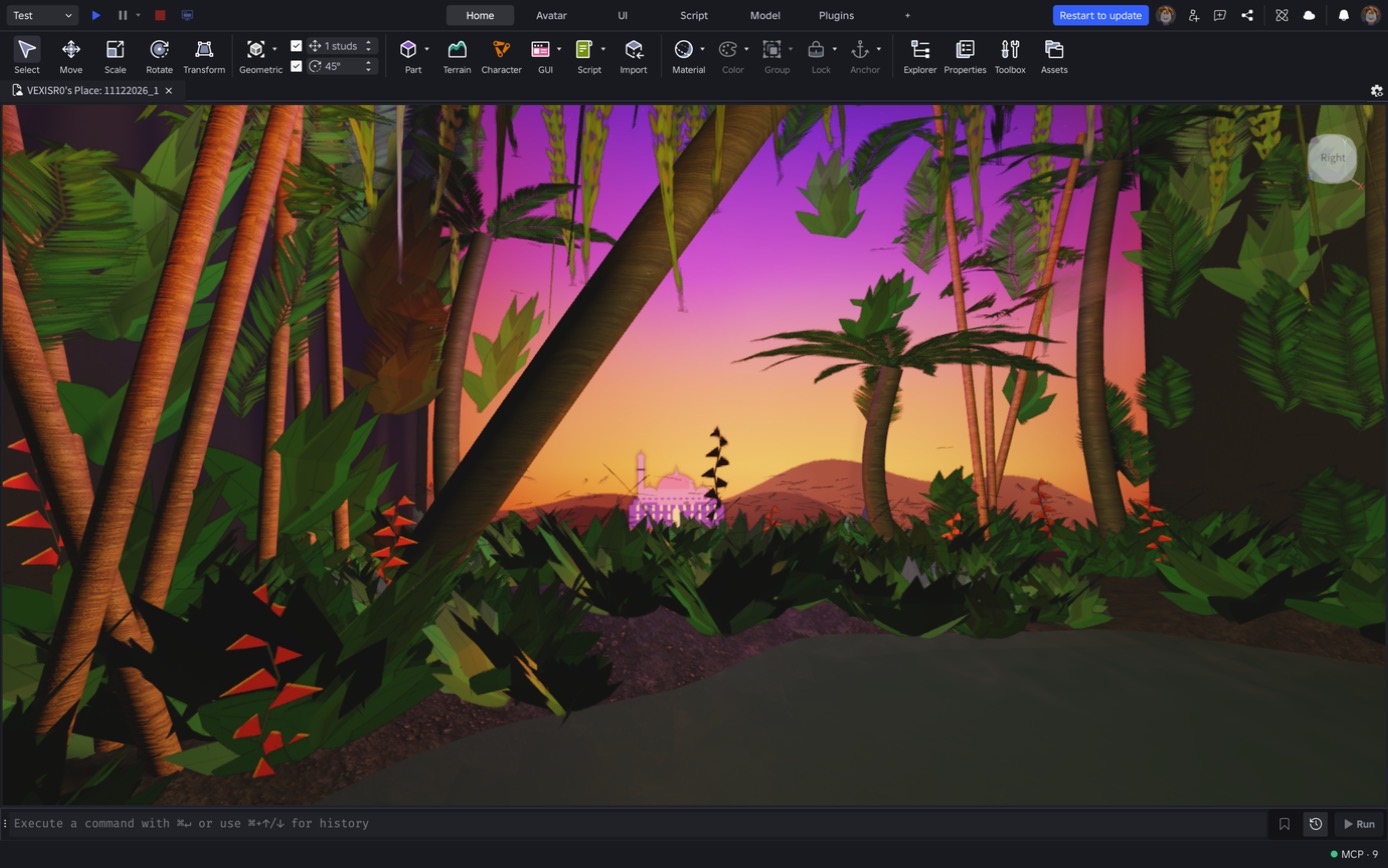 Test
Home Avatar UI Script Model Plugins +
Restart to update
Select Move Scale Rotate Transform
Geometric
1 studs
45°
Part Terrain Character GUI Script Import
Material Color Group Lock Anchor
Explorer Properties Toolbox Assets
VEXISR0's Place: 11122026_1
Right
Execute a command with ⌘↵ or use ⌘+↑/↓ for history
Run
MCP · 9